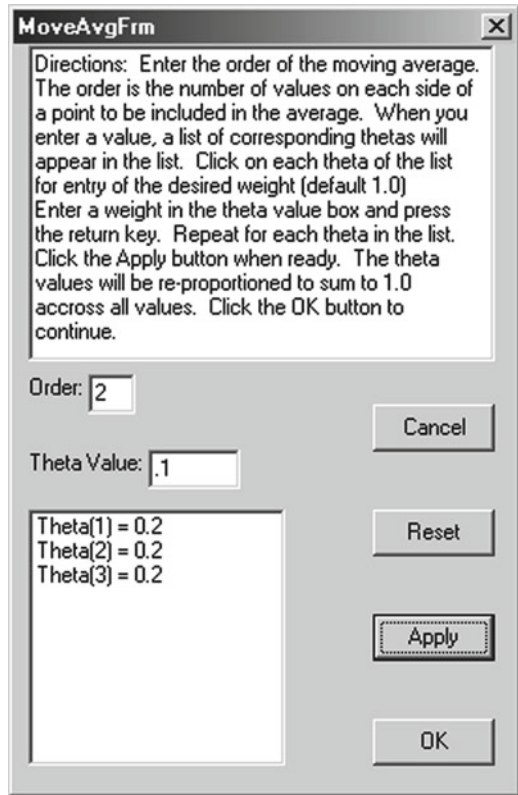 MoveAvgFrm
Directions: Enter the order of the moving average.
The order is the number of values on each side of
a point to be included in the average. When you
enter a value, a list of corresponding thetas will
appear in the list. Click on each theta of the list
for entry of the desired weight (default 1.0)
Enter a weight in the theta value box and press
the return key. Repeat for each theta in the list.
Click the Apply button when ready. The theta
values will be re-proportioned to sum to 1.0
accross all values. Click the OK button to
continue.
Order: 2
Cancel
Theta Value: .1
Theta(1) = 0.2
Theta(2) = 0.2
Theta(3) = 0.2
Reset
Apply
OK